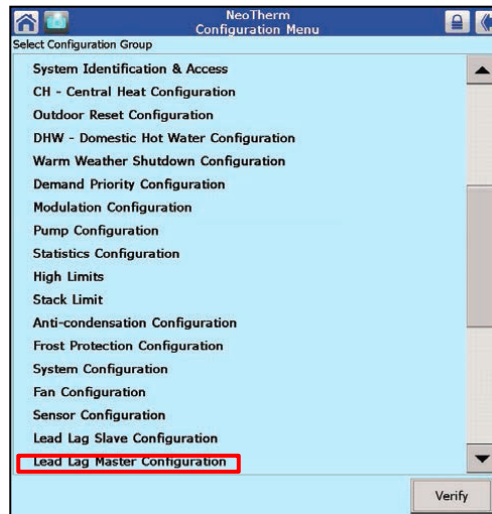 NeoTherm
Configuration Menu
Select Configuration Group
System Identification & Access
CH - Central Heat Configuration
Outdoor Reset Configuration
DHW - Domestic Hot Water Configuration
Warm Weather Shutdown Configuration
Demand Priority Configuration
Modulation Configuration
Pump Configuration
Statistics Configuration
High Limits
Stack Limit
Anti-condensation Configuration
Frost Protection Configuration
System Configuration
Fan Configuration
Sensor Configuration
Lead Lag Slave Configuration
Lead Lag Master Configuration
Verify